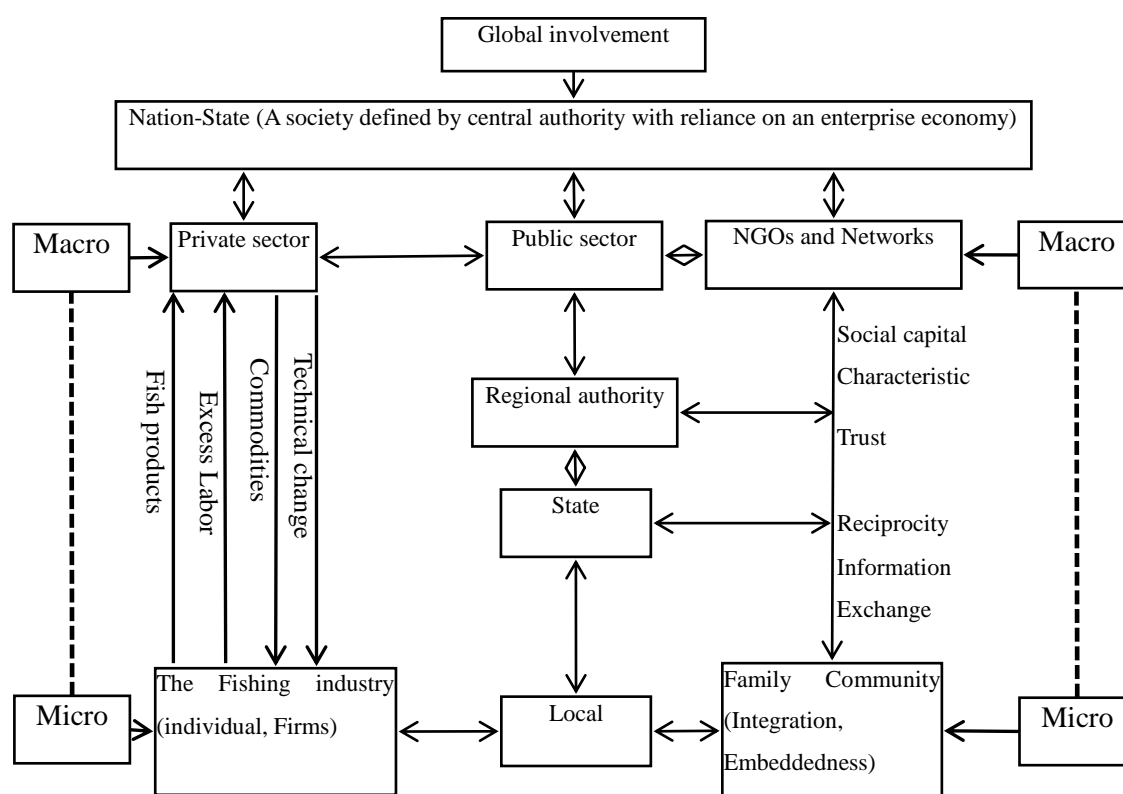 Global involvement
Nation-State (A society defined by central authority with reliance on an enterprise economy)
Macro
Private sector
Public sector
NGOs and Networks
Macro
Fish products
Excess Labor
Commodities
Technical change
Social capital
Characteristic
Regional authority
Trust
State
Reciprocity
Information
Exchange
Micro
The Fishing industry
(individual, Firms)
Local
Family Community
(Integration,
Embeddedness)
Micro